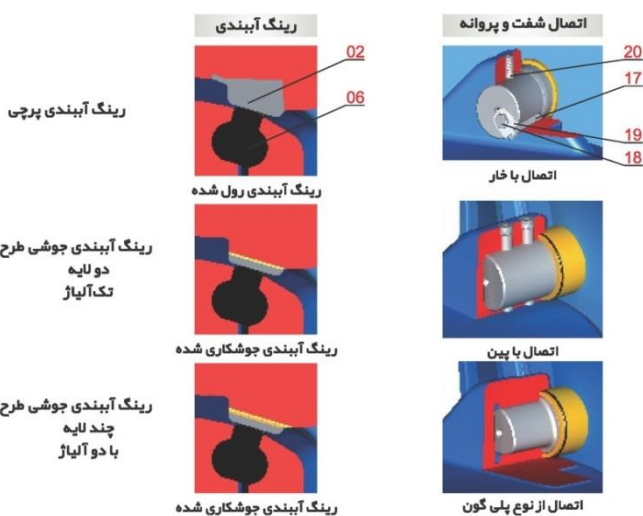 اتصال شفت و پروانه
رینگ آببندی
20
17
19
18
اتصال با خار
02
06
رینگ آببندی پرچی
رینگ آببندی رول شده
اتصال با پین
رینگ آببندی جوشی طرح
دو لایه
تک‌آلیاژ
رینگ آببندی جوشکاری شده
اتصال از نوع پلی گون
رینگ آببندی جوشی طرح
چند لایه
با دو آلیاژ
رینگ آببندی جوشکاری شده